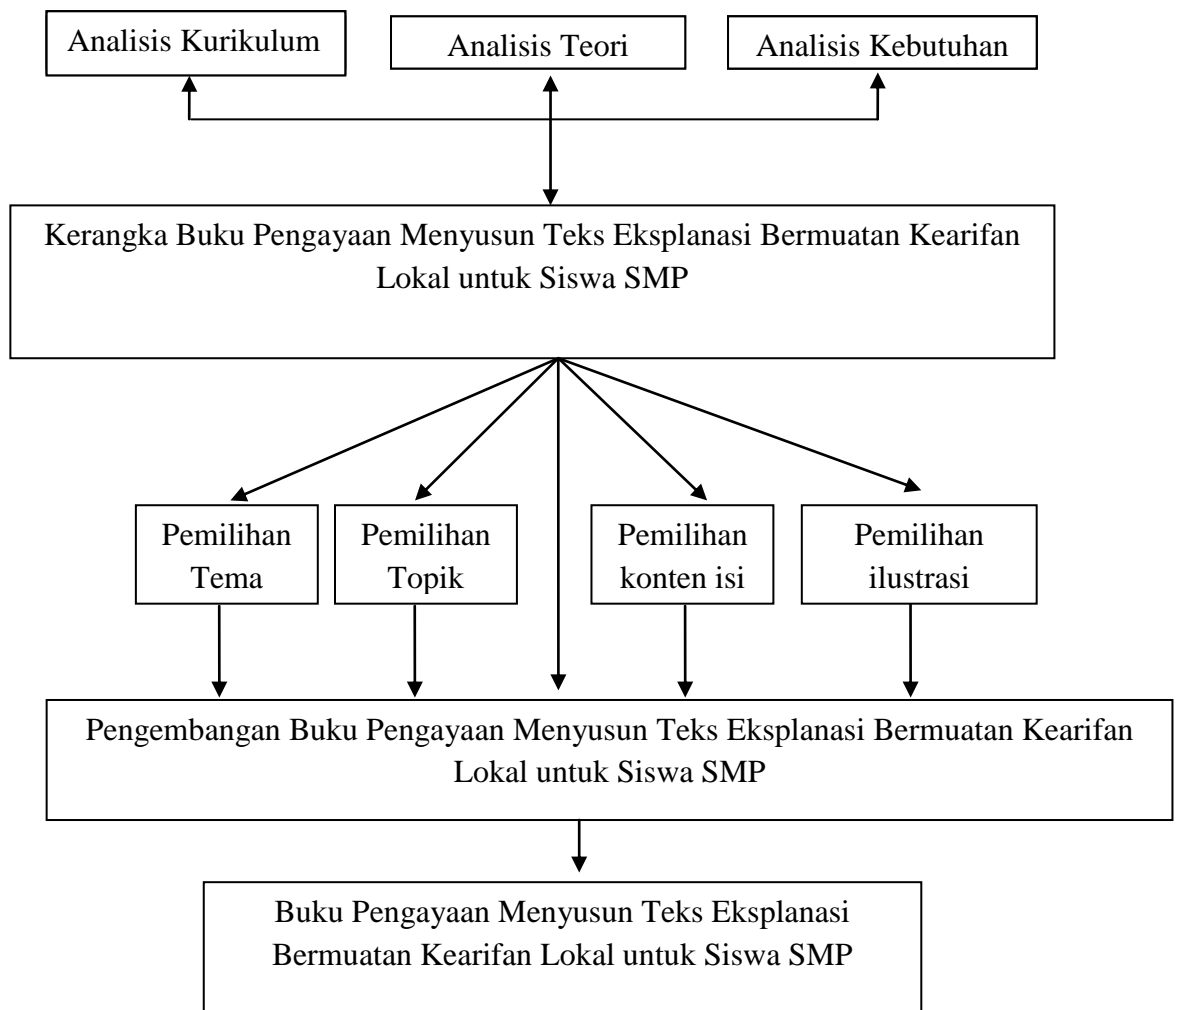 Analisis Kurikulum
Analisis Teori
Analisis Kebutuhan
Kerangka Buku Pengayaan Menyusun Teks Eksplanasi Bermuatan Kearifan
Lokal untuk Siswa SMP
Pemilihan
Tema
Pemilihan
Topik
Pemilihan
konten isi
Pemilihan
ilustrasi
Pengembangan Buku Pengayaan Menyusun Teks Eksplanasi Bermuatan Kearifan
Lokal untuk Siswa SMP
Buku Pengayaan Menyusun Teks Eksplanasi
Bermuatan Kearifan Lokal untuk Siswa SMP